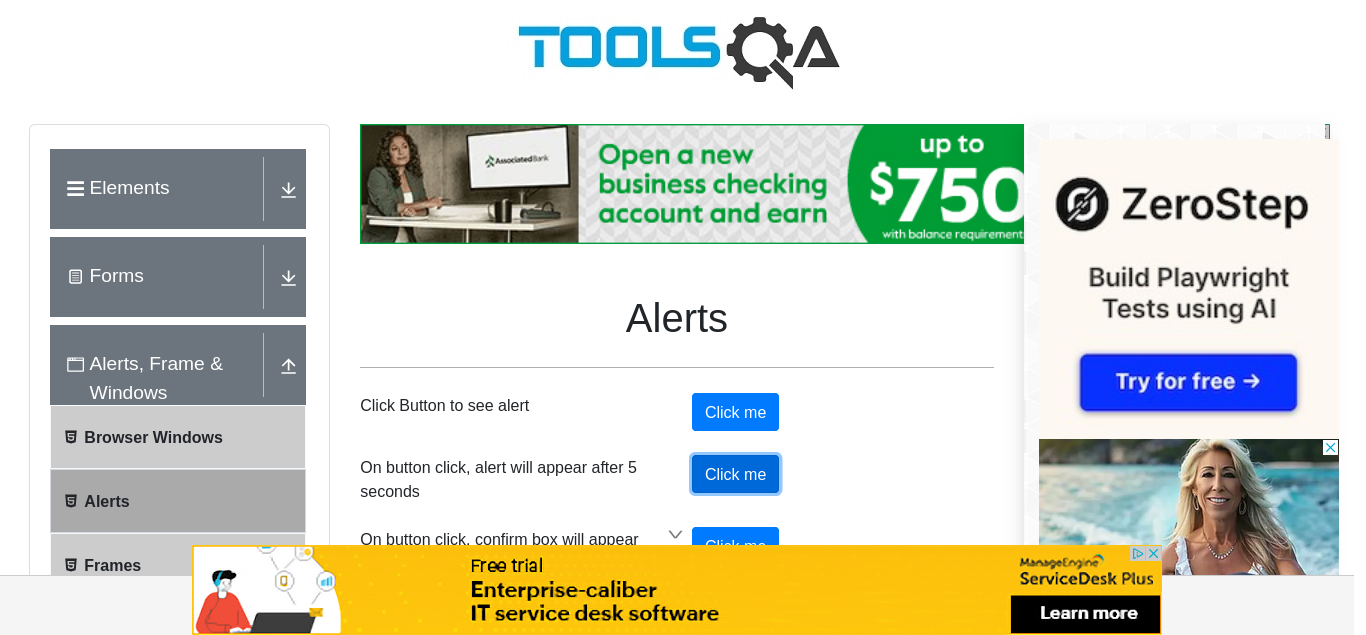 TOOLSQA
Elements
Forms
Alerts, Frame &
Windows
Browser Windows
Alerts
Frames
AssociatedBank
Open a new
business checking
account and earn
up to
$750
with balance requirements
Alerts
Click Button to see alert
Click me
On button click, alert will appear after 5
seconds
Click me
On button click, confirm box will appear
Click me
ZeroStep
Build Playwright
Tests using AI
Try for free →
Free trial
Enterprise-caliber
IT service desk software
ManageEngine
ServiceDesk Plus
Learn more